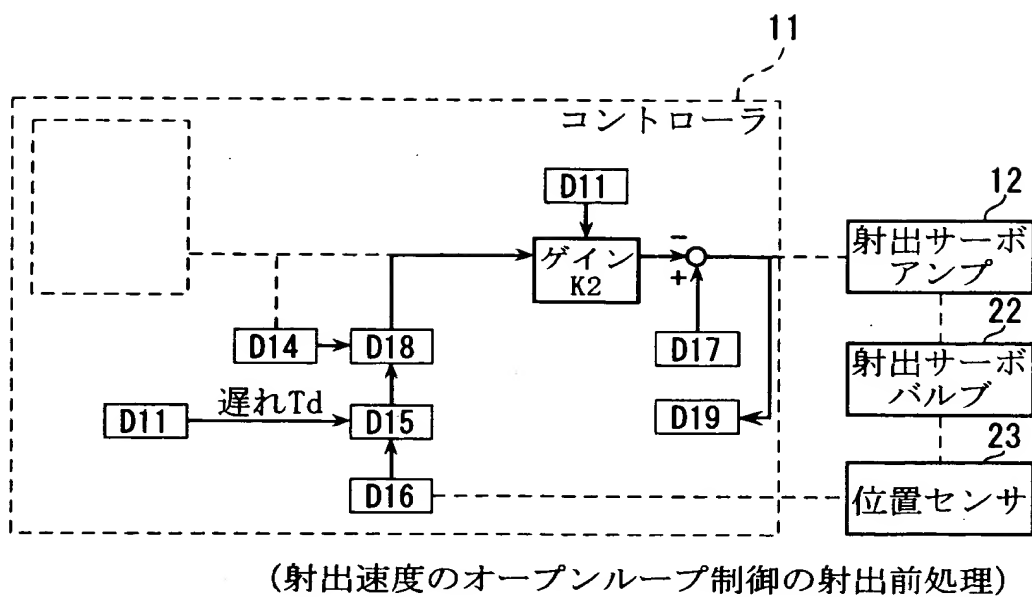 11
コントローラ
D11
12
ゲイン
K2
-
+
射出サーボ
アンプ
D14
D18
D17
22
射出サーボ
バルブ
D11
遅れTd
D15
D19
23
D16
位置センサ
(射出速度のオープンループ制御の射出前処理)